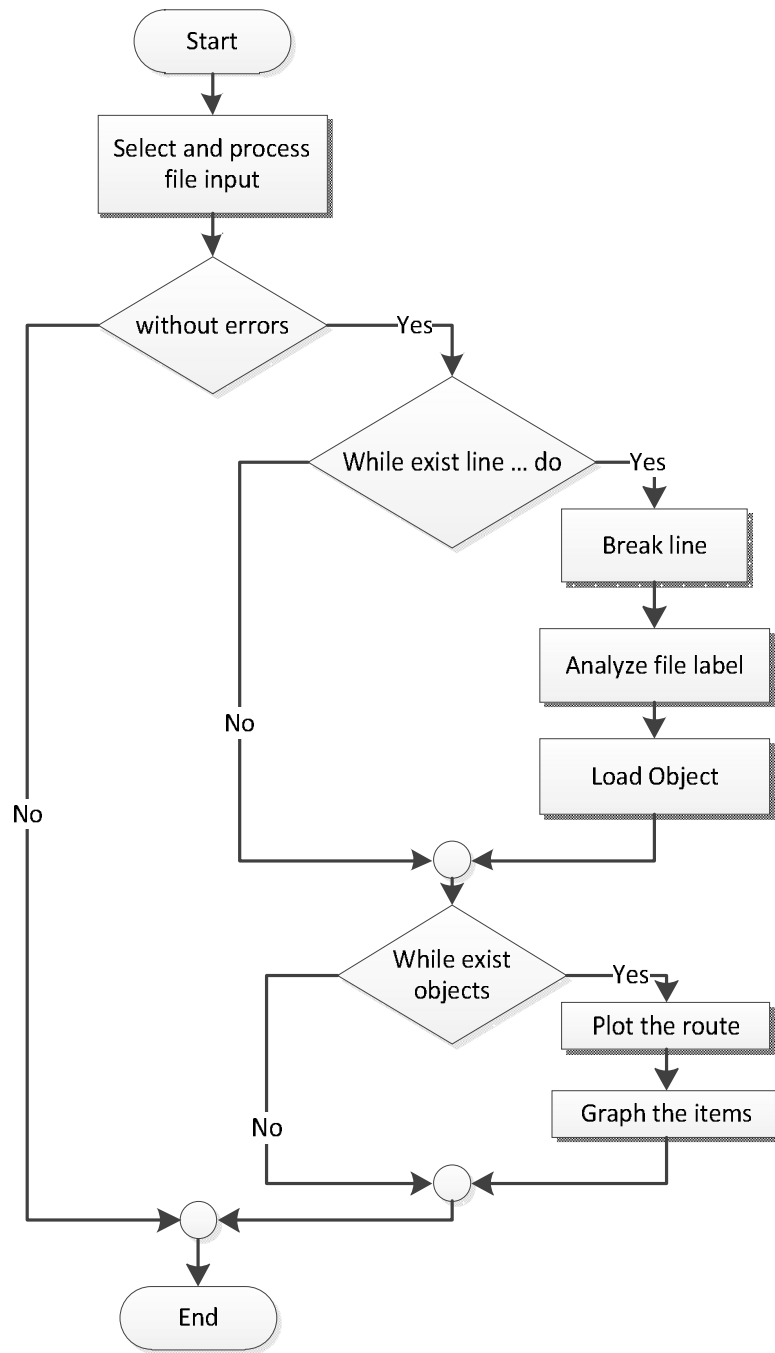 Start
Select and process
file input
without errors
Yes
While exist line ... do
Yes
Break line
Analyze file label
No
Load Object
No
While exist
objects
Yes
Plot the route
Graph the items
No
End